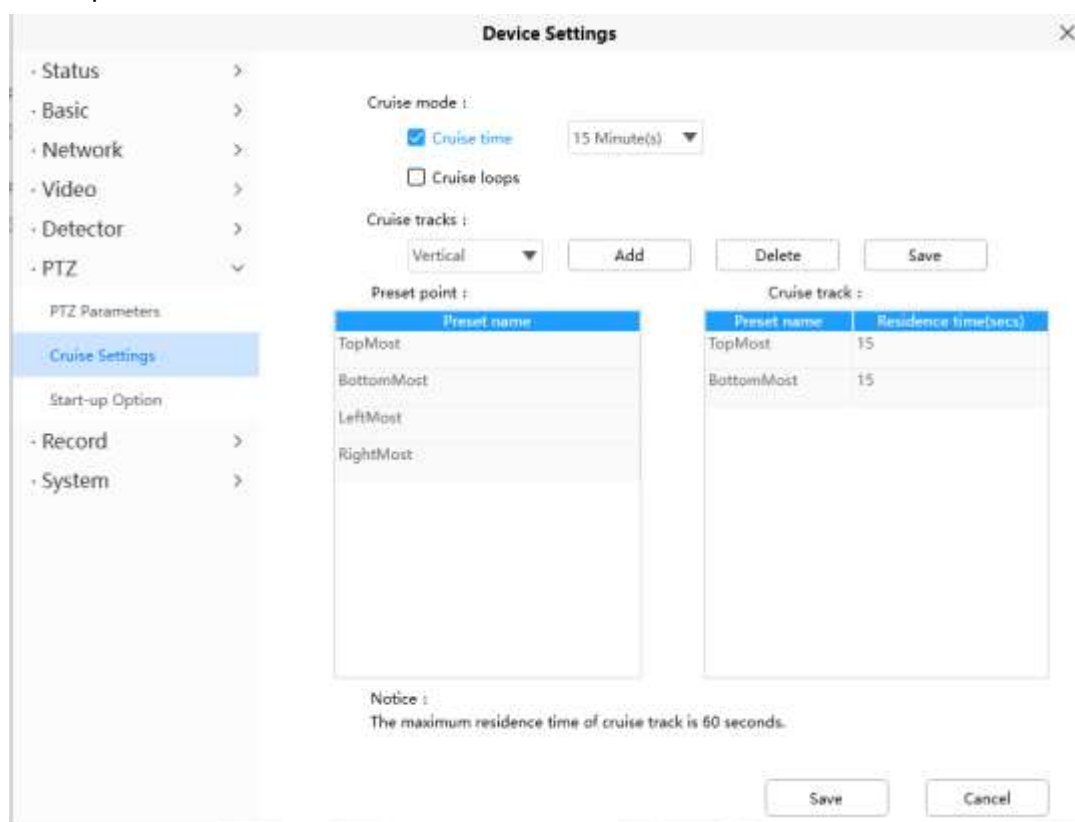 Device Settings
· Status
· Basic
· Network
· Video
· Detector
· PTZ
PTZ Parameters
Cruise Settings
Start-up Option
· Record
· System
Cruise mode :
Cruise time 15 Minute(s)
Cruise loops
Cruise tracks :
Vertical Add Delete Save
Preset point :
Preset name
TopMost
BottomMost
LeftMost
RightMost
Cruise track :
Preset name Residence time(secs)
TopMost 15
BottomMost 15
Notice :
The maximum residence time of cruise track is 60 seconds.
Save Cancel